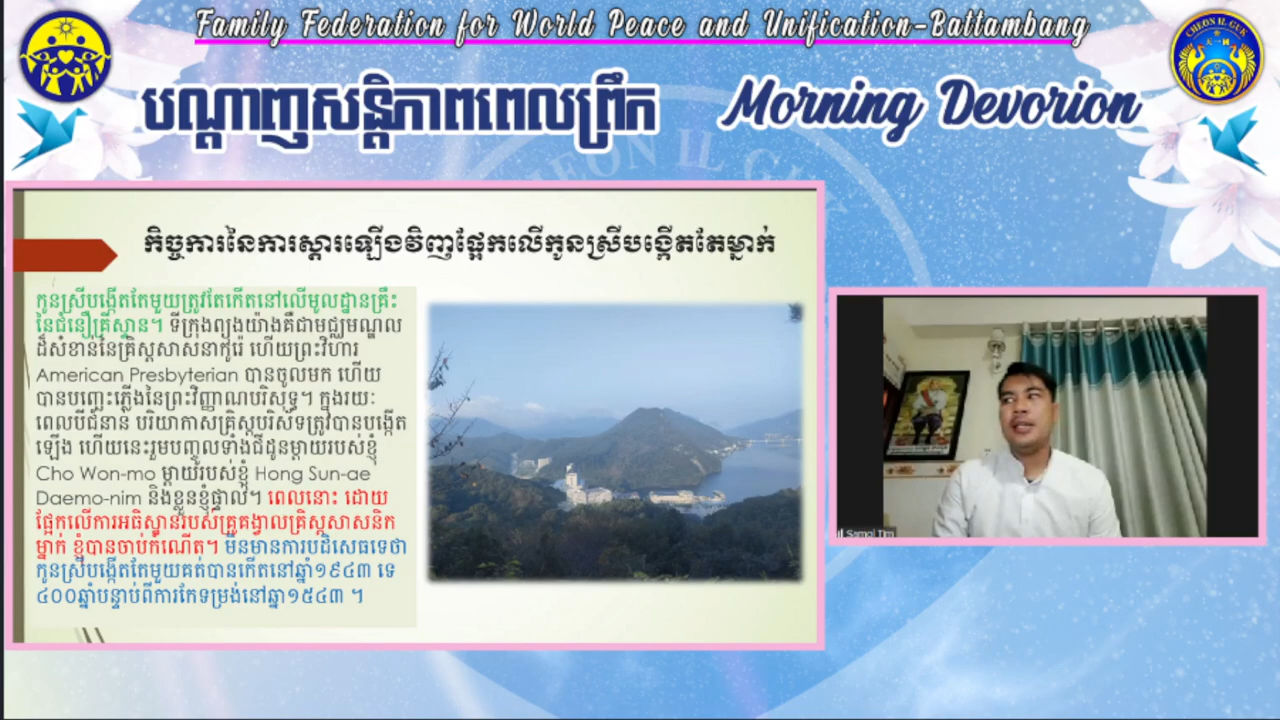 Family Federation for World Peace and Unification-Battambang
CHEON IL GUK
បណ្តាញសន្តិភាពពេលព្រឹក
Morning Devorion
CHEON IL GUK
កិច្ចការនៃការស្តារឡើងវិញផ្អែកលើកូនស្រីបង្កើតតែម្នាក់
កូនស្រីបង្កើតតែមួយត្រូវតែកើតនៅលើមូលដ្ឋានគ្រឹះ
នៃជំនឿគ្រីស្ទាន។ ទីក្រុងព្យុងយ៉ាងគឺជាមជ្ឈមណ្ឌល
ដ៏សំខាន់នៃគ្រិស្តសាសនាកូរ៉េ ហើយព្រះវិហារ
American Presbyterian បានចូលមក ហើយ
បានបញ្ឆេះភ្លើងនៃព្រះវិញ្ញាណបរិសុទ្ធ។ ក្នុងរយៈ
ពេលបីជំនាន់ បរិយាកាសគ្រិស្តបរិស័ទត្រូវបានបង្កើត
ឡើង ហើយនេះរួមបញ្ចូលទាំងជីដូនម្តាយរបស់ខ្ញុំ
Cho Won-mo ម្តាយរបស់ខ្ញុំ Hong Sun-ae
Daemo-nim និងខ្លួនខ្ញុំផ្ទាល់។ ពេលនោះ ដោយ
ផ្អែកលើការអធិស្ឋានរបស់គ្រូគង្វាលគ្រិស្តសាសនិក
ម្នាក់ ខ្ញុំបានចាប់កំណើត។ មិនមានការបដិសេធទេថា
កូនស្រីបង្កើតតែមួយគត់បានកើតនៅឆ្នាំ១៩៤៣ ទេ
៤០០ឆ្នាំបន្ទាប់ពីការកែទម្រង់នៅឆ្នា១៥៤៣ ។
Samol Tim